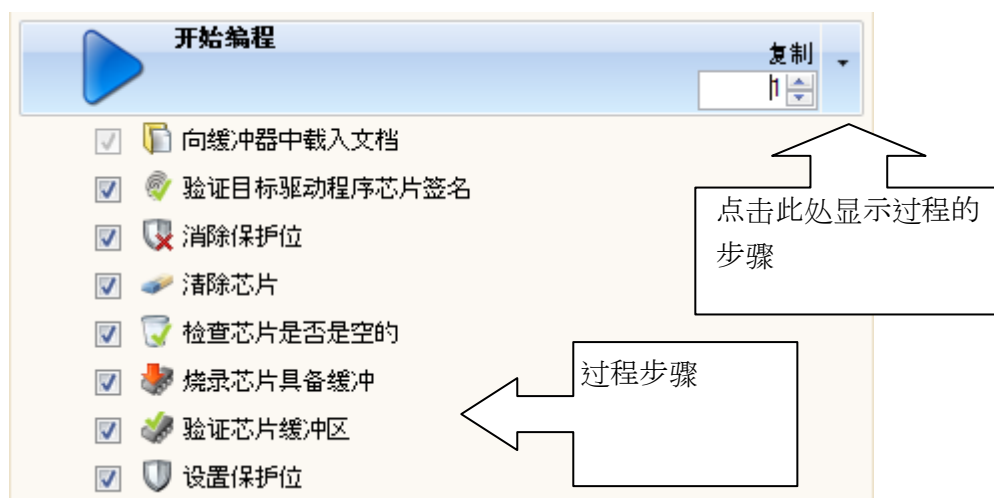 开始编程
复制
1
向缓冲器中载入文档
验证目标驱动程序芯片签名
消除保护位
清除芯片
检查芯片是否是空的
烧录芯片具备缓冲
验证芯片缓冲区
设置保护位
点击此处显示过程的
步骤
过程步骤